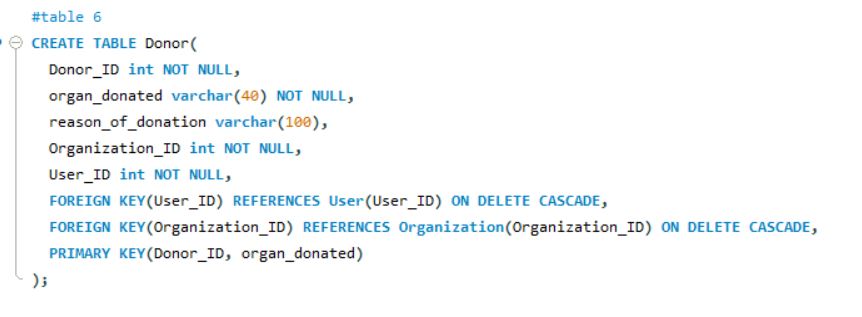 #table 6
CREATE TABLE Donor(
Donor_ID int NOT NULL,
organ_donated varchar(40) NOT NULL,
reason_of_donation varchar(100),
Organization_ID int NOT NULL,
User_ID int NOT NULL,
FOREIGN KEY(User_ID) REFERENCES User(User_ID) ON DELETE CASCADE,
FOREIGN KEY(Organization_ID) REFERENCES Organization(Organization_ID) ON DELETE CASCADE,
PRIMARY KEY(Donor_ID, organ_donated)
);